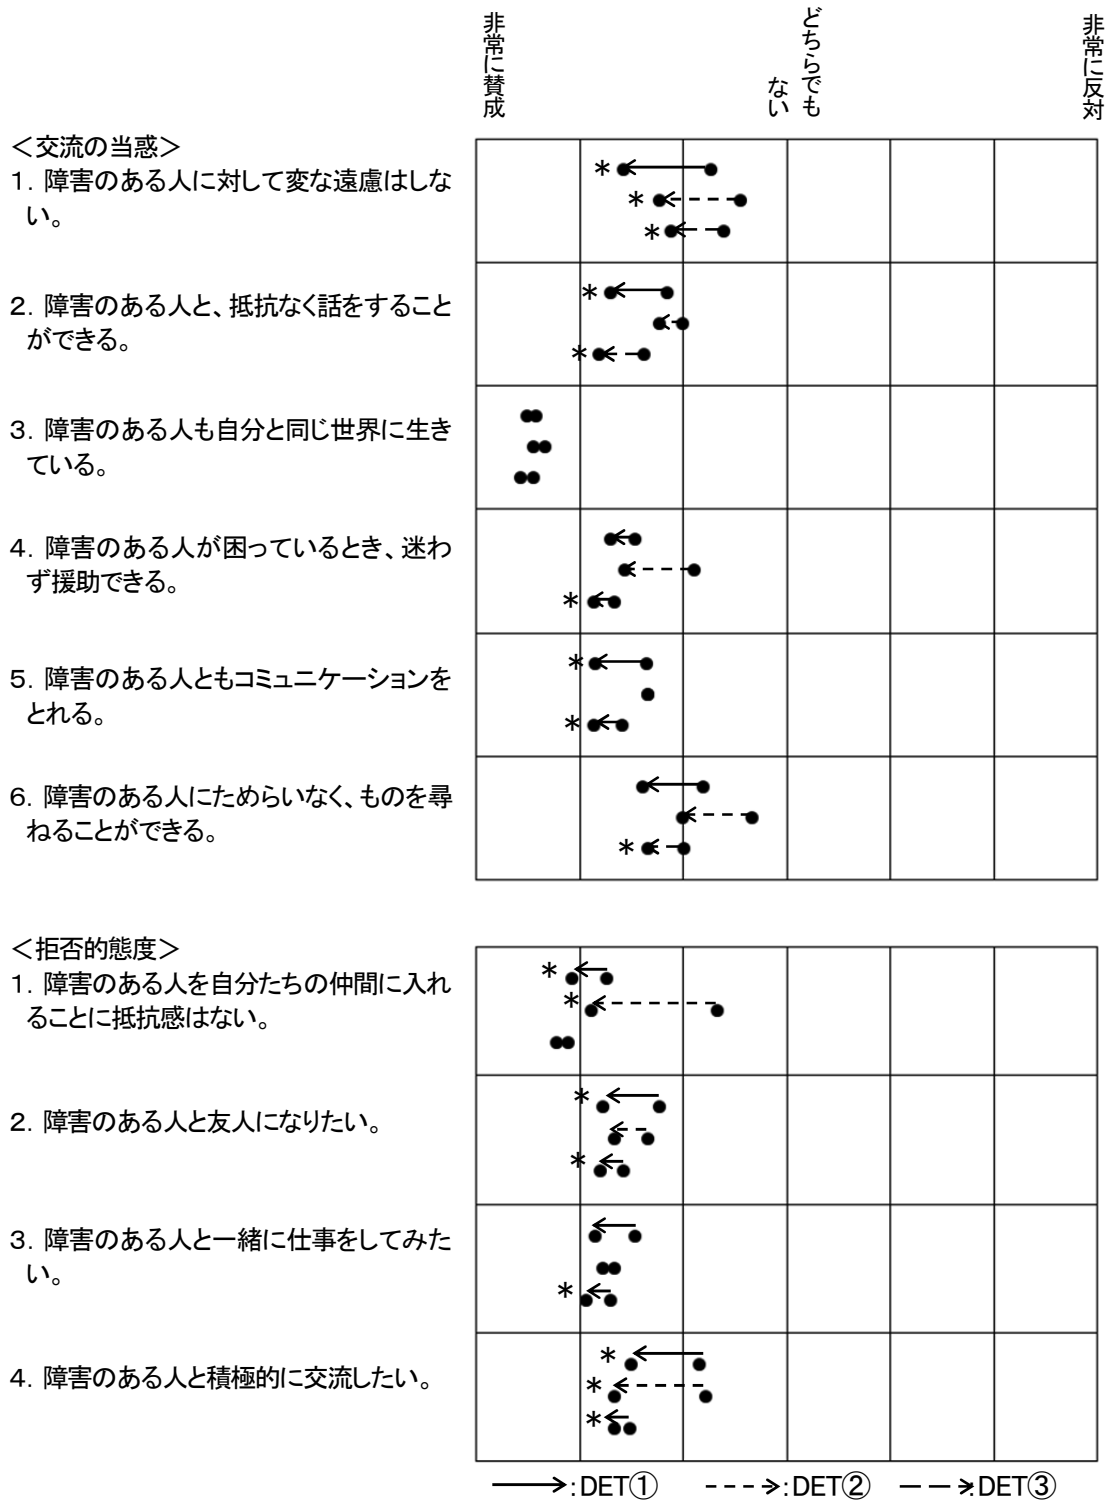 非常に賛成
どちらでも
ない
非常に反対
＜交流の当惑＞
1. 障害のある人に対して変な遠慮はしな
い。
*
*
*
2. 障害のある人と、抵抗なく話をすること
ができる。
*
*
3. 障害のある人も自分と同じ世界に生き
ている。
4. 障害のある人が困っているとき、迷わ
ず援助できる。
*
5. 障害のある人ともコミュニケーションを
とれる。
*
*
6. 障害のある人にためらいなく、ものを尋
ねることができる。
*
＜拒否的態度＞
1. 障害のある人を自分たちの仲間に入れ
ることに抵抗感はない。
*
*
2. 障害のある人と友人になりたい。
*
*
3. 障害のある人と一緒に仕事をしてみた
い。
*
4. 障害のある人と積極的に交流したい。
*
*
*
:DET① :DET② :DET③